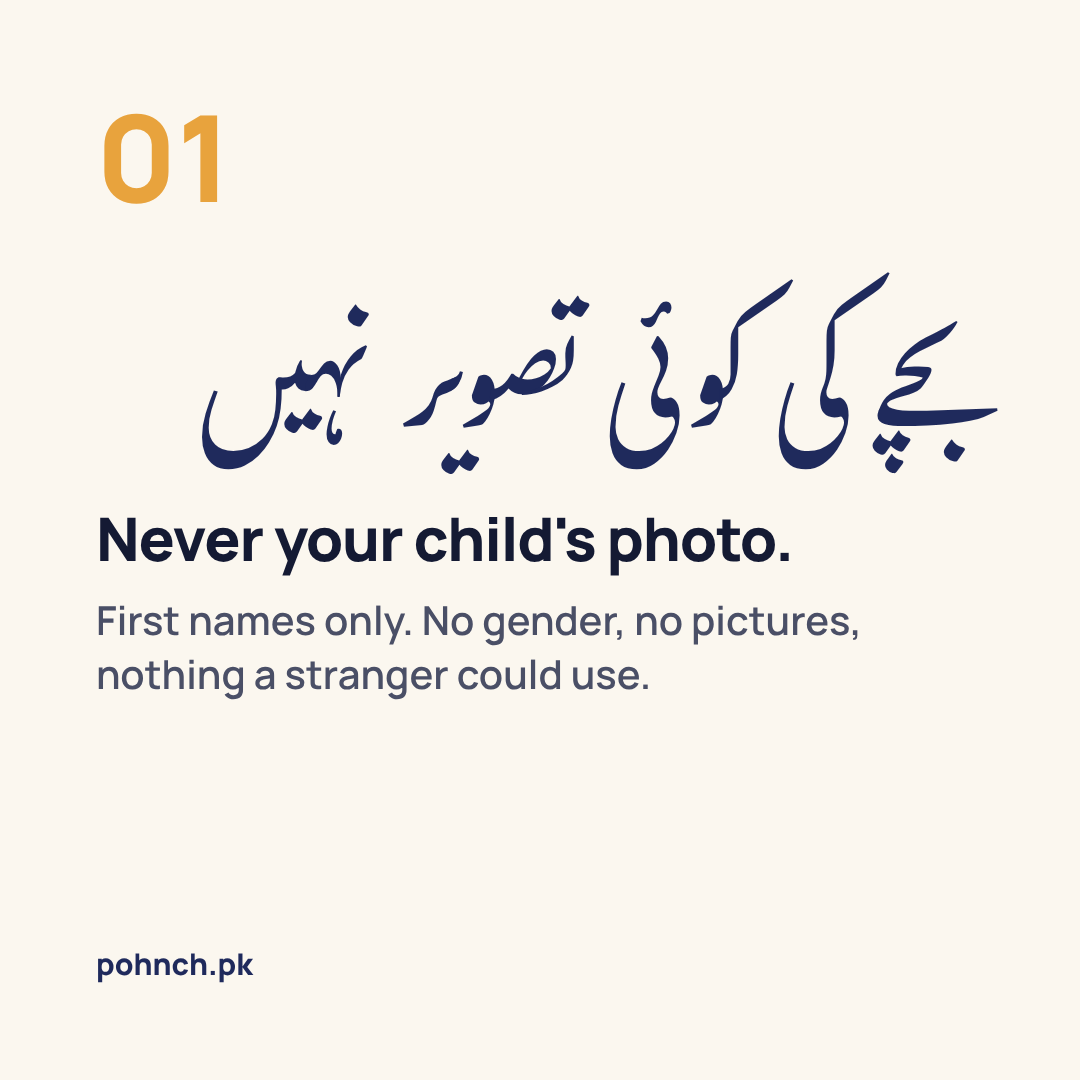 01
بچے کی کوئی تصویر نہیں
Never your child's photo.
First names only. No gender, no pictures,
nothing a stranger could use.
pohnch.pk